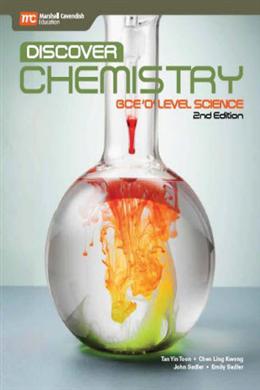 mc Marshall Cavendish
Education
DISCOVER
CHEMISTRY
GCE 'O' LEVEL SCIENCE
2nd Edition
Tan Yin Toon • Chen Ling Kwong
John Sadler • Emily Sadler